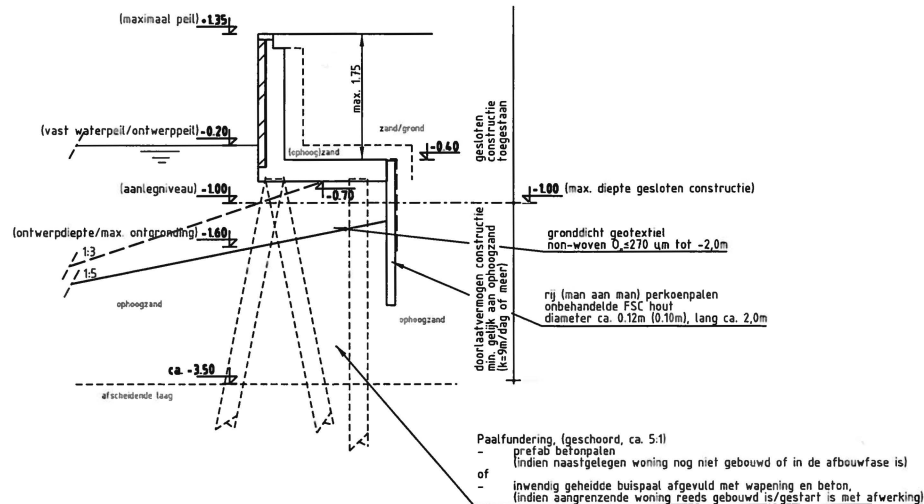 (maximaal peil) +1.35
max. 1.75
zand/grond
gesloten
constructie
toegestaan
(vast waterpeil/ontwerppeil) -0.20
(ophoog)zand
-0.40
(aanlegniveau) -1.00
-0.70
-1.00 (max. diepte gesloten constructie)
(ontwerpdiepte/max. ontgronding) -1.60
1:3
1:5
gronddicht geotextiel
non-woven O ≤270 um tot -2,0m
doorlaatvermogen constructie
min. gelijk aan ophoogzand
(k=9m/dag of meer)
ophoogzand
ophoogzand
rij (man aan man) perkoenpalen
onbehandelde FSC hout
diameter ca. 0.12m (0.10m), lang ca. 2,0m
ca. -3.50
afscheidende laag
Paalfundering, (geschoord, ca. 5:1)
- prefab betonpalen
(indien naastgelegen woning nog niet gebouwd of in de afbouwfase is)
of
- inwendig geheidde buispaal afgevuld met wapening en beton,
(indien aangrenzende woning reeds gebouwd is/gestart is met afwerking)